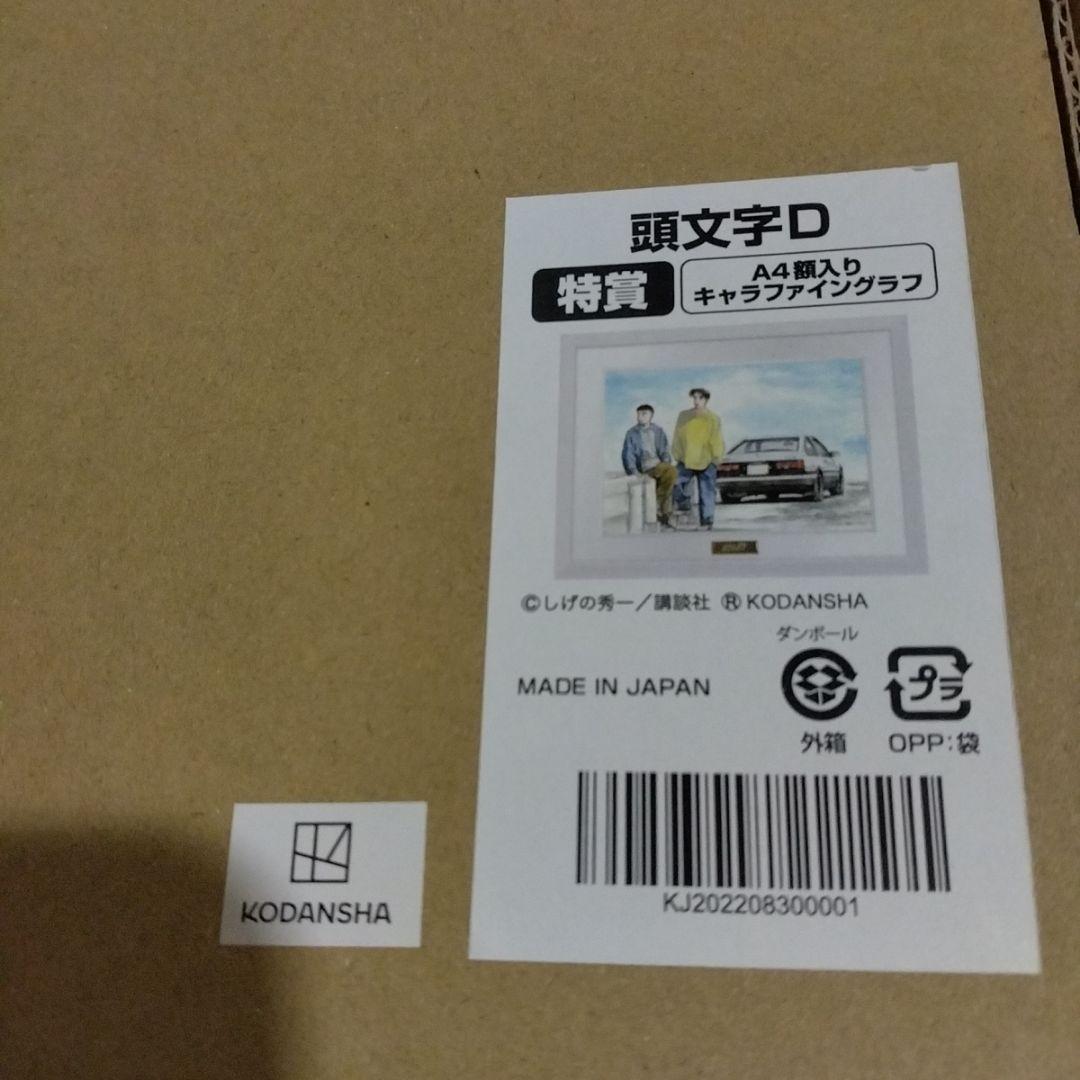 頭文字D
特賞
A4額入り
キャラファイングラフ
©しげの秀一／講談社 ®KODANSHA
ダンボール
MADE IN JAPAN
プラ
外箱
OPP:袋
KJ202208300001
KODANSHA